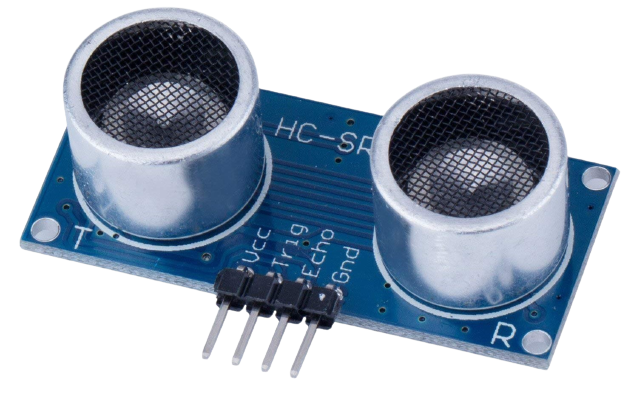 HC-SR
T
Vcc
Trig
Echo
Gnd
R